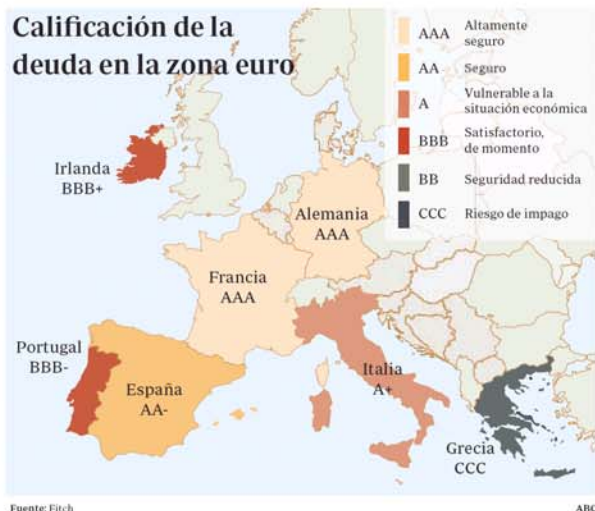 Calificación de la
deuda en la zona euro
AAA Altamente
seguro
AA Seguro
A Vulnerable a la
situación económica
BBB Satisfactorio,
de momento
BB Seguridad reducida
CCC Riesgo de impago
Irlanda
BBB+
Alemania
AAA
Francia
AAA
Portugal
BBB-
España
AA-
Italia
A+
Grecia
CCC
Fuente: Fitch
ABC